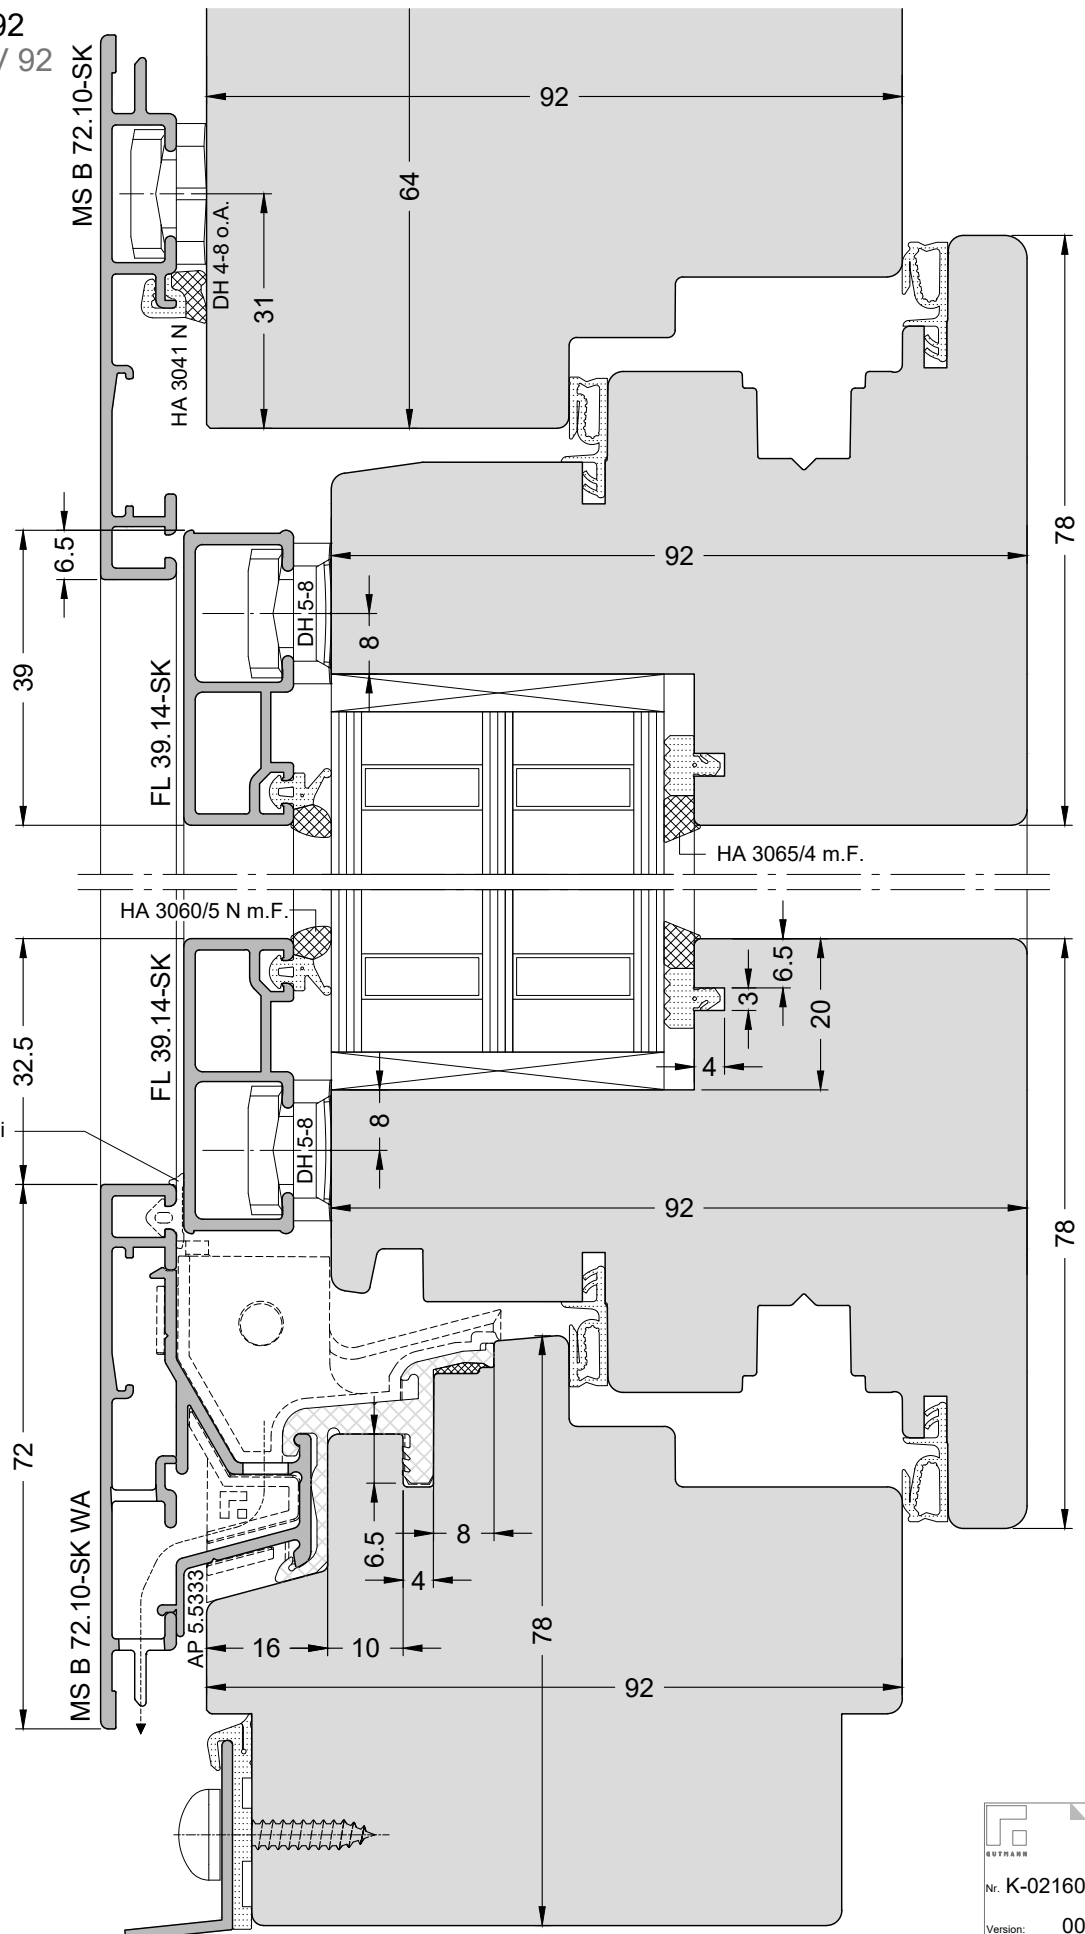 92
V 92
MS B 72.10-SK
92
64
DH 4-8 o.A.
31
HA 3041 N
78
6.5
92
DH 5-8
8
39
FL 39.14-SK
HA 3065/4 m.F.
HA 3060/5 N m.F.
6.5
3
20
4
32.5
FL 39.14-SK
8
i
DH 5-8
92
78
72
6.5
8
4
MS B 72.10-SK WA
AP 5.5333
16
10
78
92
GUTMANN
Nr. K-02160
Version: 00